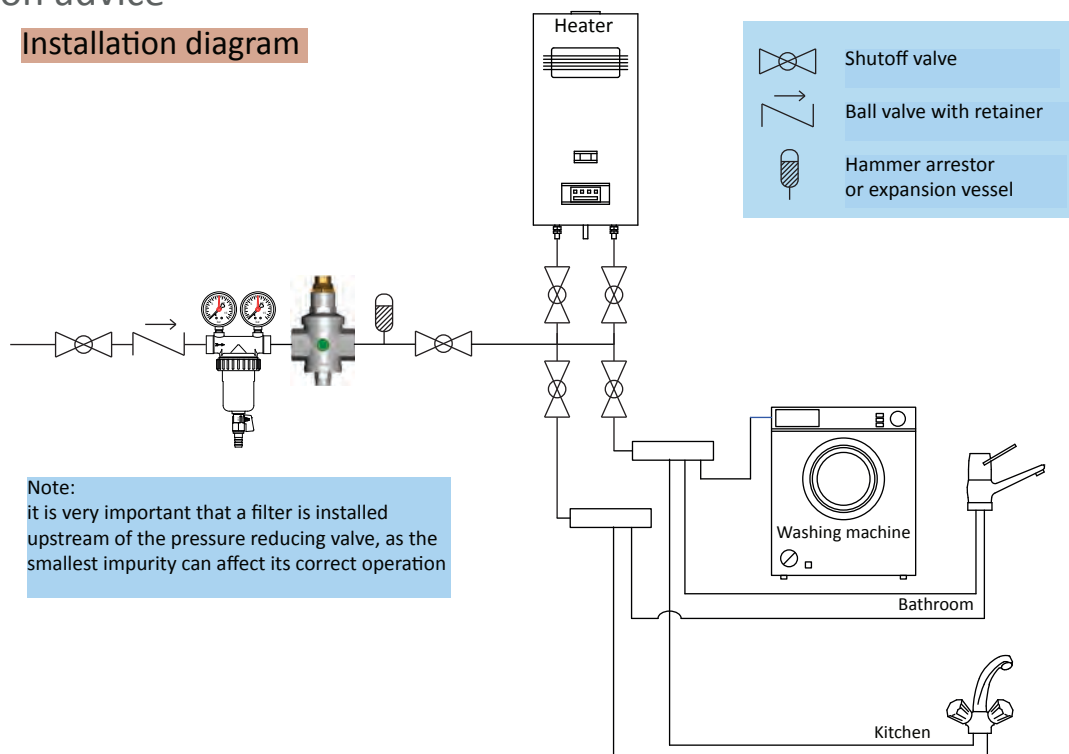 on advice
Installation diagram
Heater
Shutoff valve
Ball valve with retainer
Hammer arrestor
or expansion vessel
Note:
it is very important that a filter is installed
upstream of the pressure reducing valve, as the
smallest impurity can affect its correct operation
Washing machine
Bathroom
Kitchen